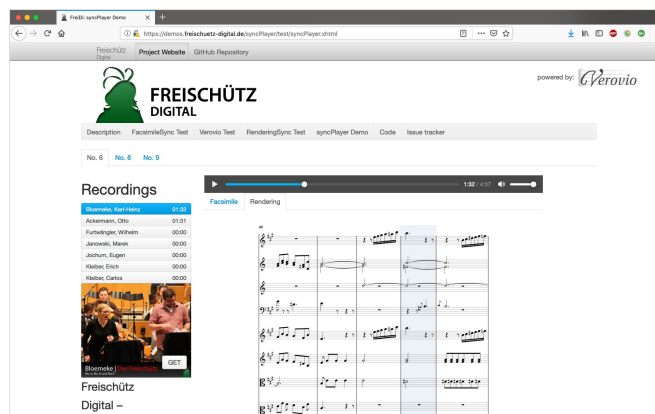 FreiDi: syncPlayer Demo
https://demos.freischuetz-digital.de/syncPlayer/test/syncPlayer.xhtml
Freischütz Digital
Project Website
GitHub Repository
powered by: Verovio
FREISCHÜTZ
DIGITAL
Description FacsimileSync Test Verovio Test RenderingSync Test syncPlayer Demo Code Issue tracker
No. 6 No. 8 No. 9
Recordings
1:32 / 4:37
Facsimile Rendering
Bloemeke, Karl-Heinz 01:32
Ackermann, Otto 01:31
Furtwängler, Wilhelm 00:00
Janowski, Marek 00:00
Jochum, Eugen 00:00
Kleiber, Erich 00:00
Kleiber, Carlos 00:00
Bloemeke | Der Freischütz
GET
Freischütz
Digital –